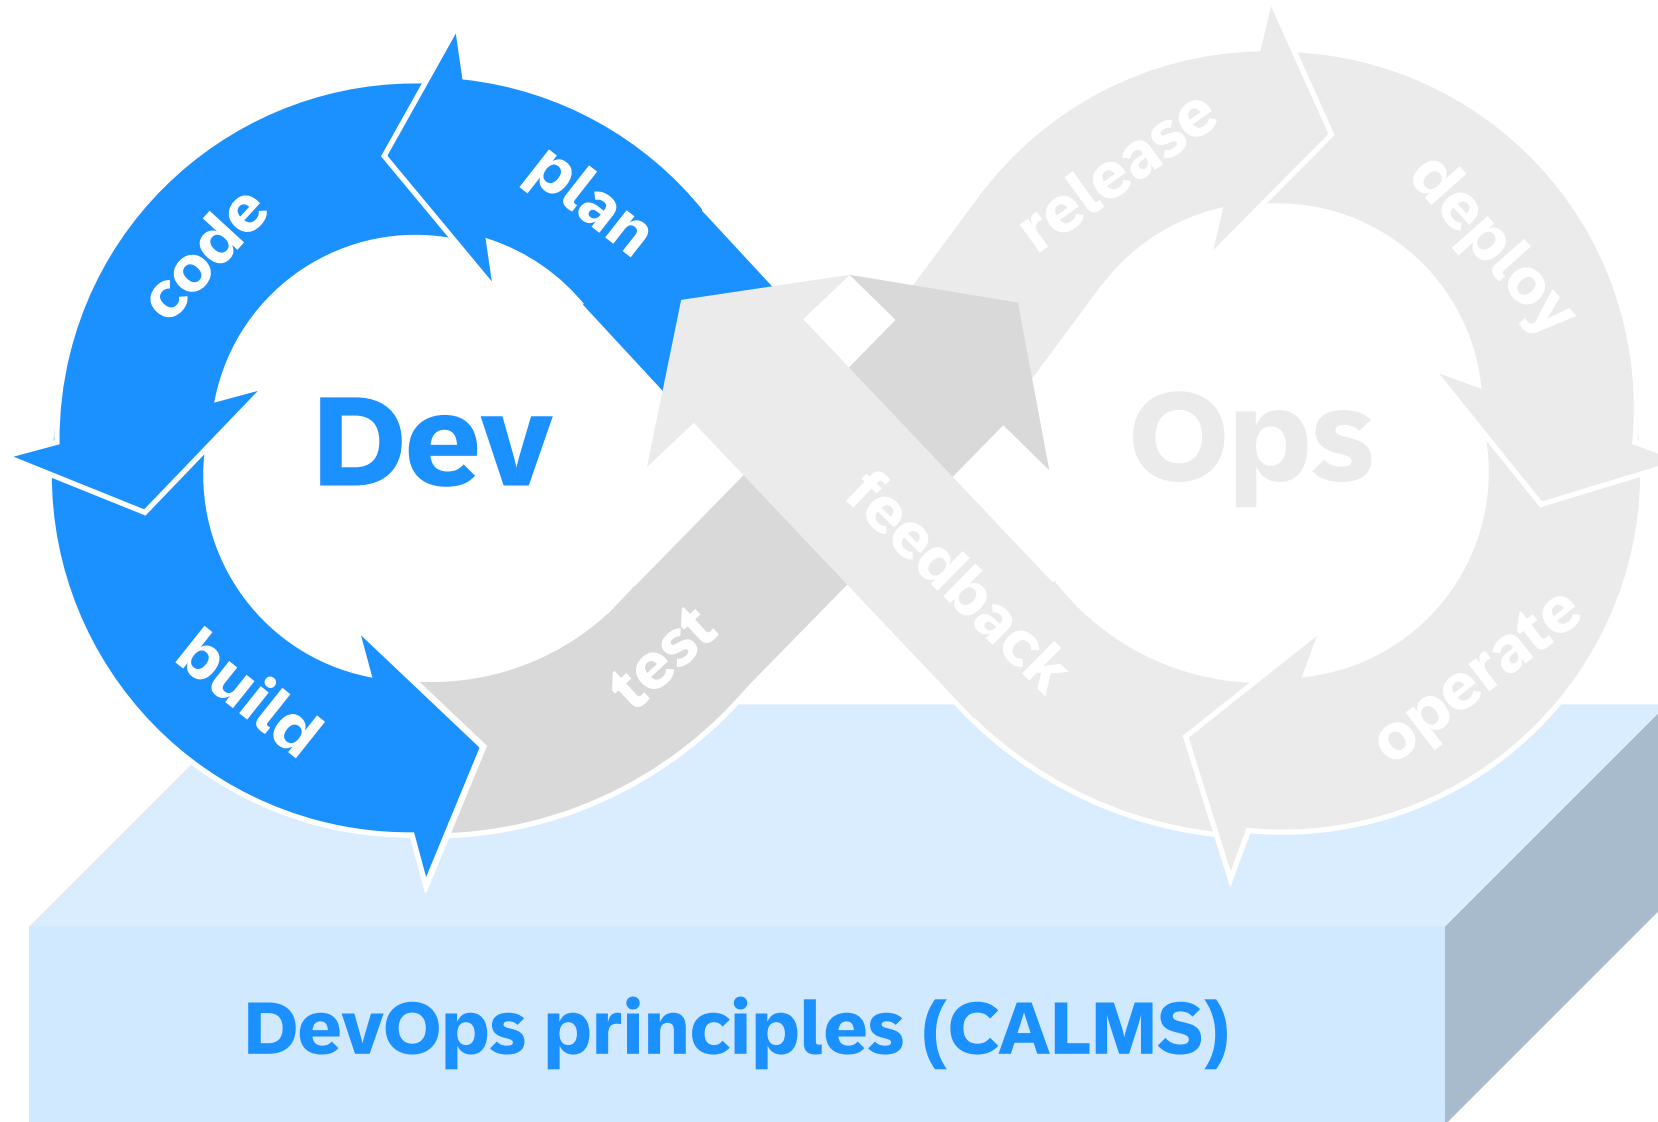 plan
code
Dev
build
test
release
deploy
Ops
operate
feedback
DevOps principles (CALMS)